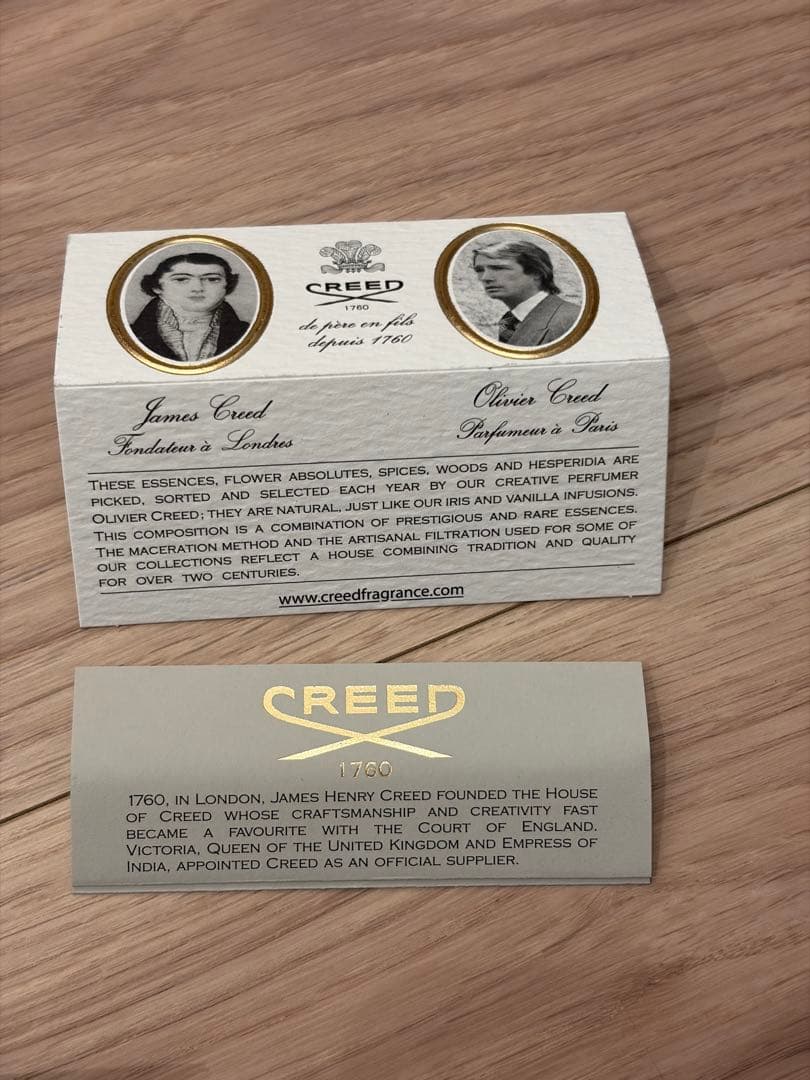 CREED
1760
de père en fils
depuis 1760
James Creed
Fondateur à Londres
Olivier Creed
Parfumeur à Paris
THESE ESSENCES, FLOWER ABSOLUTES, SPICES, WOODS AND HESPERIDIA ARE
PICKED, SORTED AND SELECTED EACH YEAR BY OUR CREATIVE PERFUMER
OLIVIER CREED; THEY ARE NATURAL, JUST LIKE OUR IRIS AND VANILLA INFUSIONS.
THIS COMPOSITION IS A COMBINATION OF PRESTIGIOUS AND RARE ESSENCES.
THE MACERATION METHOD AND THE ARTISANAL FILTRATION USED FOR SOME OF
OUR COLLECTIONS REFLECT A HOUSE COMBINING TRADITION AND QUALITY
FOR OVER TWO CENTURIES.
www.creedfragrance.com
CREED
1760
1760, IN LONDON, JAMES HENRY CREED FOUNDED THE HOUSE
OF CREED WHOSE CRAFTSMANSHIP AND CREATIVITY FAST
BECAME A FAVOURITE WITH THE COURT OF ENGLAND.
VICTORIA, QUEEN OF THE UNITED KINGDOM AND EMPRESS OF
INDIA, APPOINTED CREED AS AN OFFICIAL SUPPLIER.